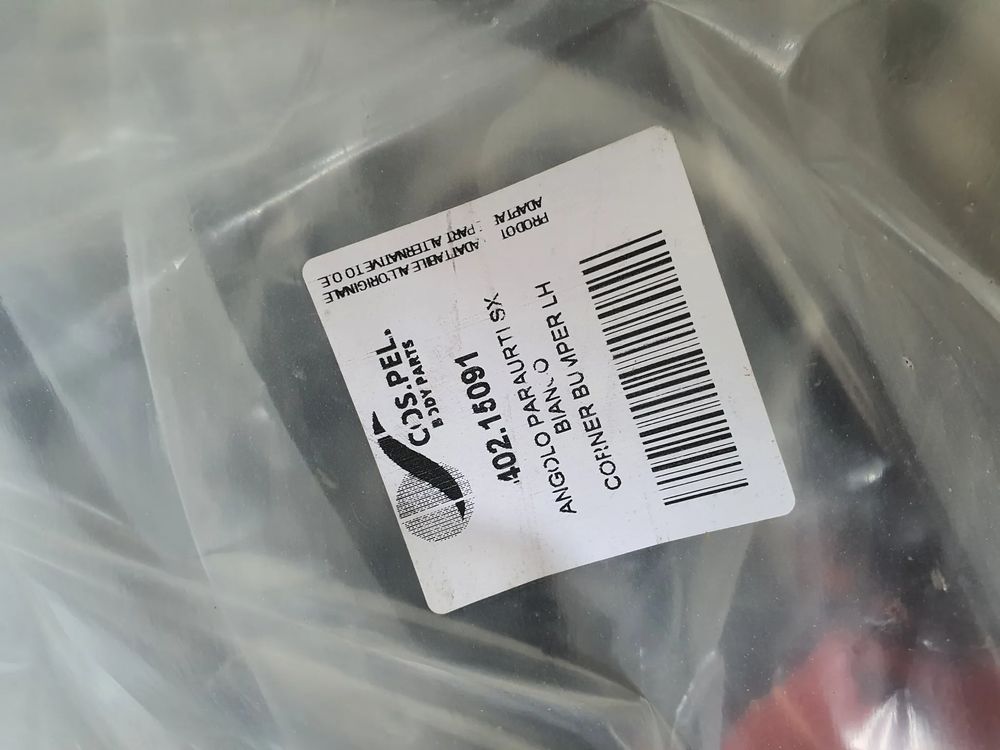 COS.PEL.
BODY PARTS
402.15091
ANGOLO PARAURTI SX
BIANCO
CORNER BUMPER LH
PRODOT
ADAPTA
ADATTABILE ALL'ORIGINALE
PART ALTERNATIVE TO O.E